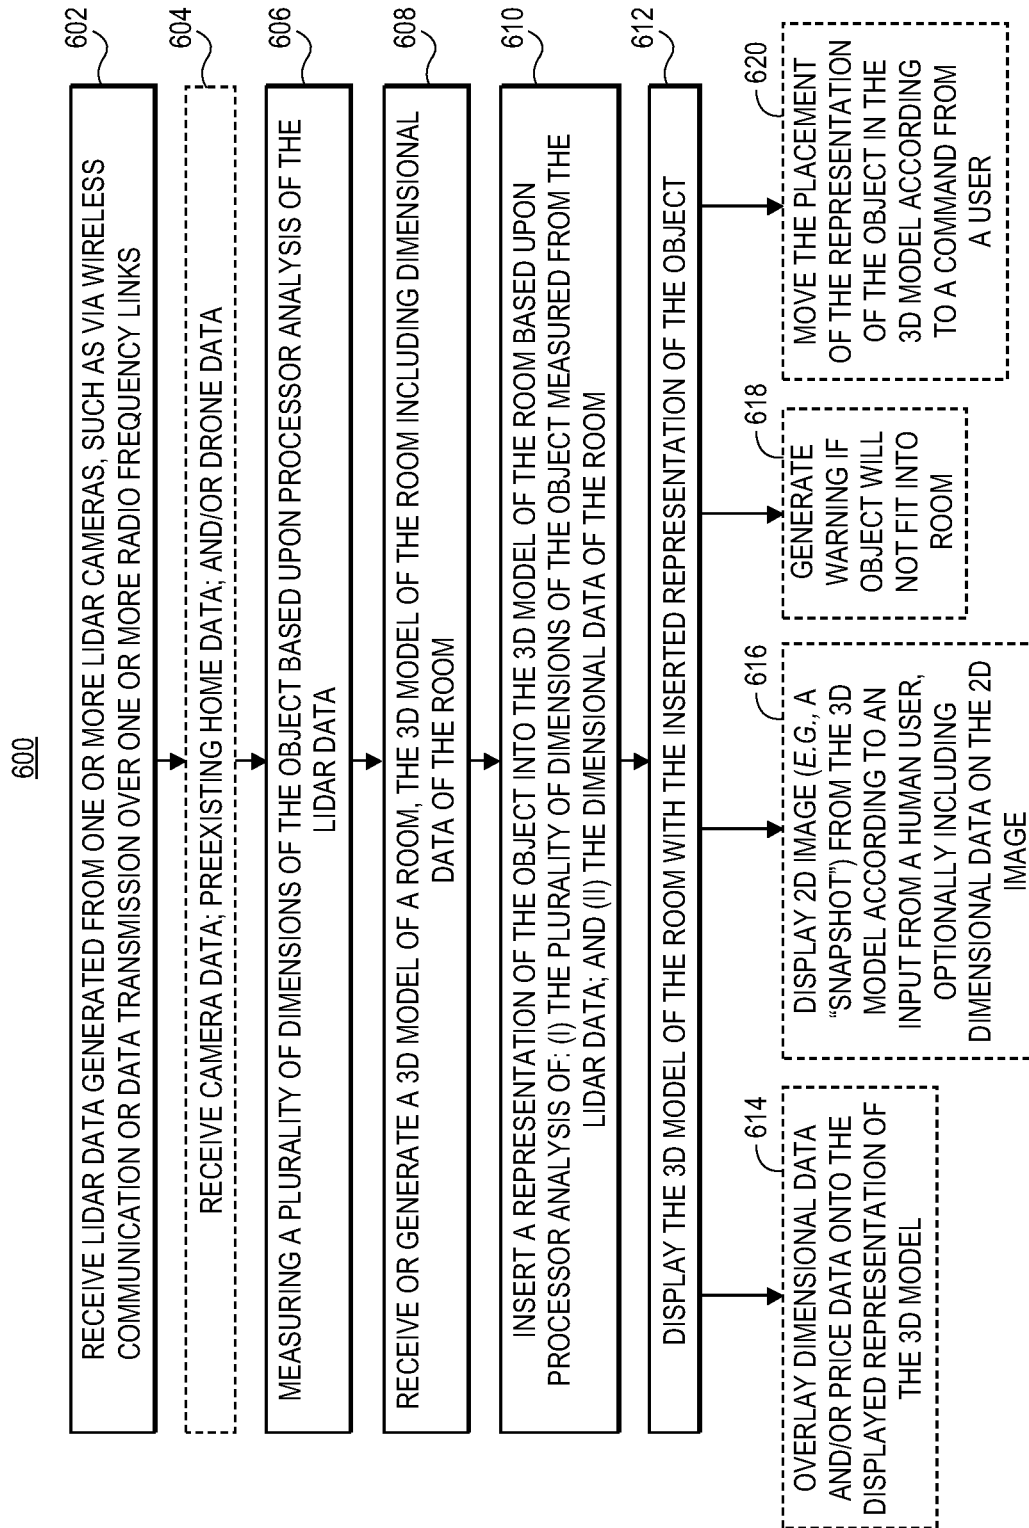 600
602
RECEIVE LIDAR DATA GENERATED FROM ONE OR MORE LIDAR CAMERAS, SUCH AS VIA WIRELESS
COMMUNICATION OR DATA TRANSMISSION OVER ONE OR MORE RADIO FREQUENCY LINKS
604
RECEIVE CAMERA DATA; PREEXISTING HOME DATA; AND/OR DRONE DATA
606
MEASURING A PLURALITY OF DIMENSIONS OF THE OBJECT BASED UPON PROCESSOR ANALYSIS OF THE
LIDAR DATA
608
RECEIVE OR GENERATE A 3D MODEL OF A ROOM, THE 3D MODEL OF THE ROOM INCLUDING DIMENSIONAL
DATA OF THE ROOM
610
INSERT A REPRESENTATION OF THE OBJECT INTO THE 3D MODEL OF THE ROOM BASED UPON
PROCESSOR ANALYSIS OF: (I) THE PLURALITY OF DIMENSIONS OF THE OBJECT MEASURED FROM THE
LIDAR DATA; AND (II) THE DIMENSIONAL DATA OF THE ROOM
612
DISPLAY THE 3D MODEL OF THE ROOM WITH THE INSERTED REPRESENTATION OF THE OBJECT
614
OVERLAY DIMENSIONAL DATA
AND/OR PRICE DATA ONTO THE
DISPLAYED REPRESENTATION OF
THE 3D MODEL
616
DISPLAY 2D IMAGE (E.G., A
“SNAPSHOT”) FROM THE 3D
MODEL ACCORDING TO AN
INPUT FROM A HUMAN USER,
OPTIONALLY INCLUDING
DIMENSIONAL DATA ON THE 2D
IMAGE
618
GENERATE
WARNING IF
OBJECT WILL
NOT FIT INTO
ROOM
620
MOVE THE PLACEMENT
OF THE REPRESENTATION
OF THE OBJECT IN THE
3D MODEL ACCORDING
TO A COMMAND FROM
A USER